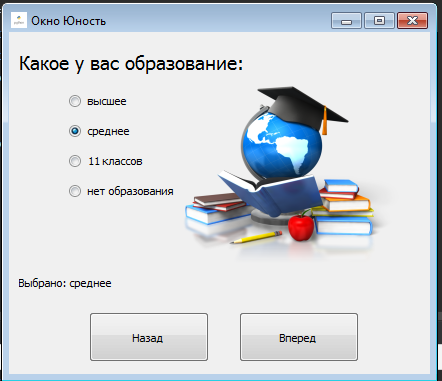 Окно Юность
Какое у вас образование:
высшее
среднее
11 классов
нет образования
Выбрано: среднее
Назад
Вперед